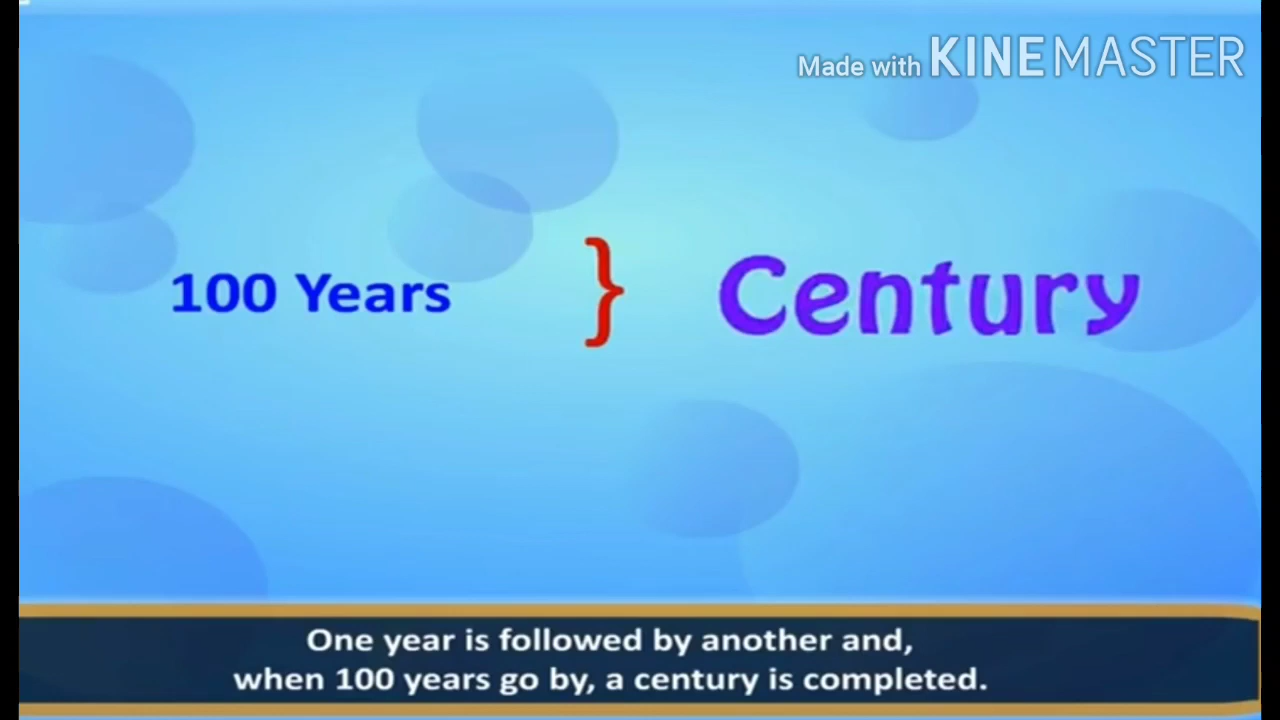 Made with KINEMASTER
100 Years } Century
One year is followed by another and,
when 100 years go by, a century is completed.